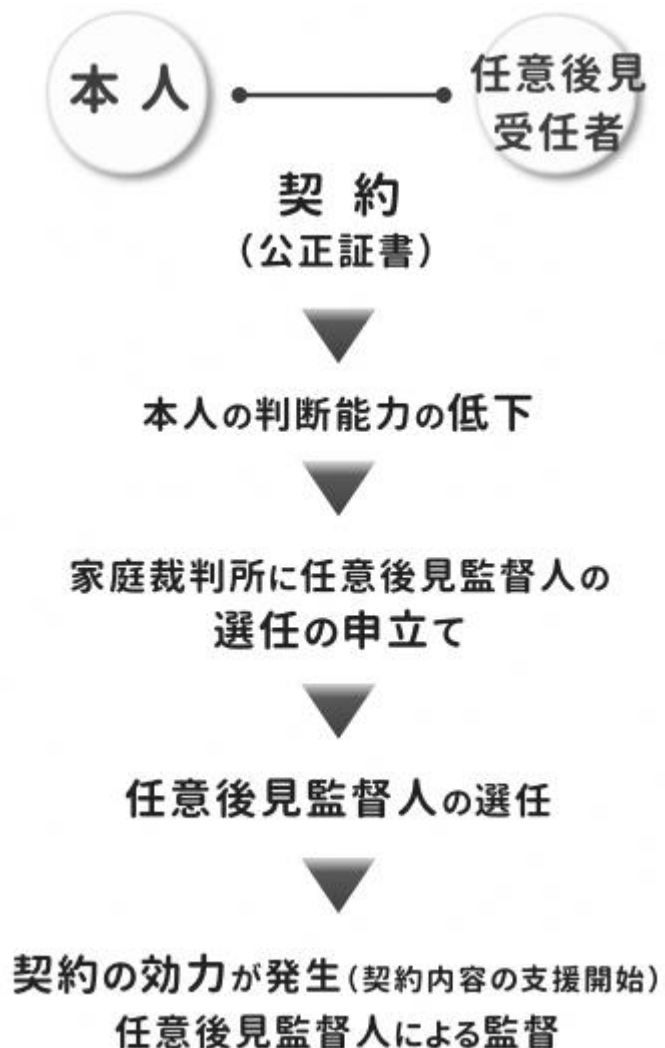 本人
任意後見
受任者
契約
（公正証書）
本人の判断能力の低下
家庭裁判所に任意後見監督人の
選任の申立て
任意後見監督人の選任
契約の効力が発生（契約内容の支援開始）
任意後見監督人による監督